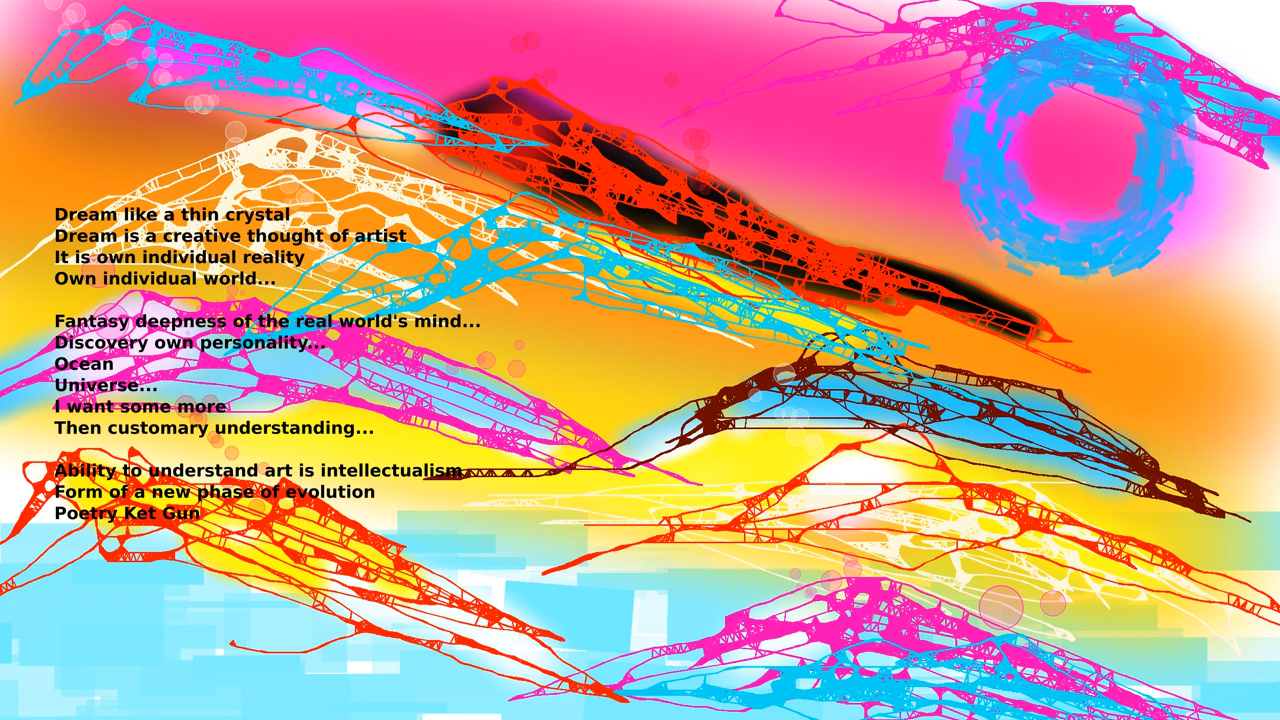 Dream like a thin crystal
Dream is a creative thought of artist
It is own individual reality
Own individual world...
Fantasy deepness of the real world's mind...
Discovery own personality...
Ocean
Universe...
I want some more
Then customary understanding...
Ability to understand art is intellectualism
Form of a new phase of evolution
Poetry Ket Gun